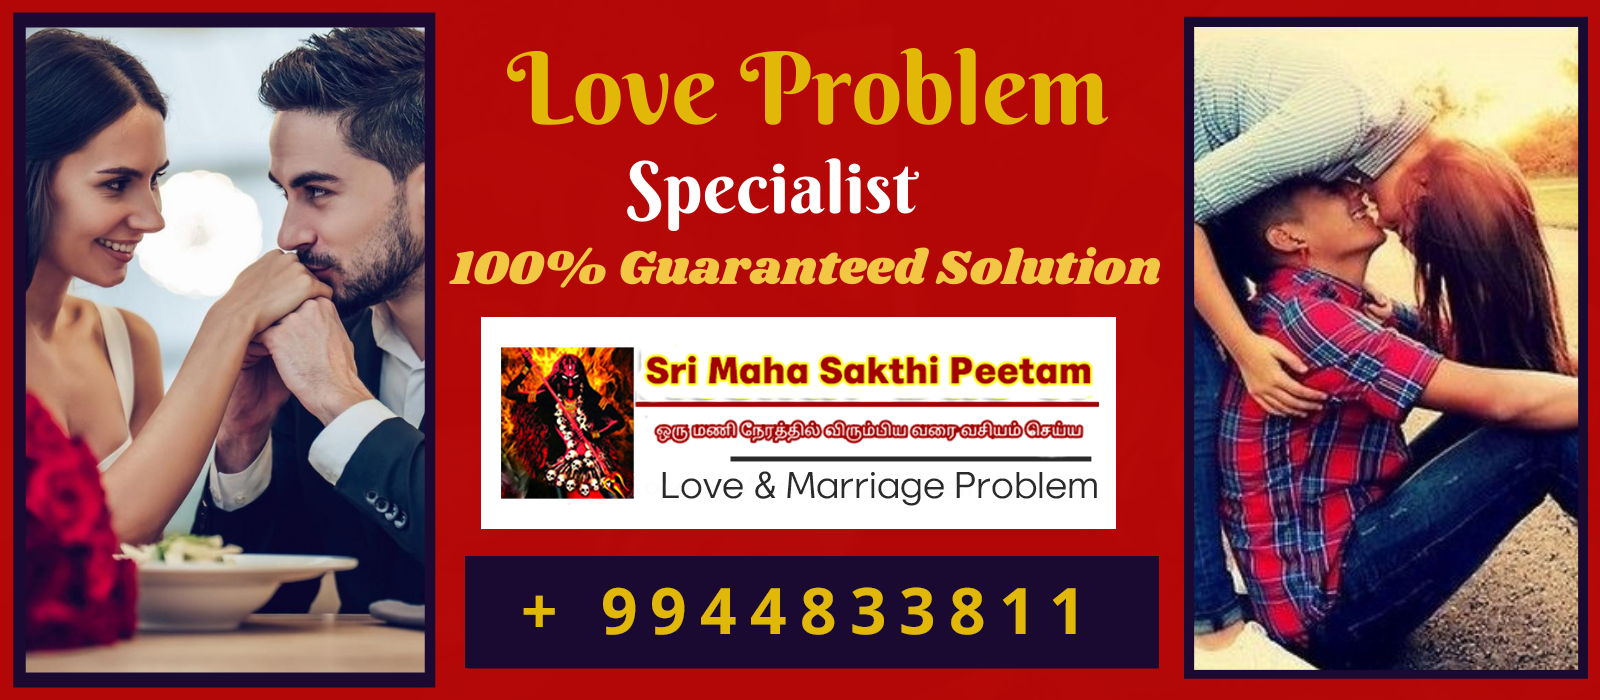 Love Problem
Specialist
100% Guaranteed Solution
Sri Maha Sakthi Peetam
ஒரு மணி நேரத்தில் விரும்பிய வரை வசியம் செய்ய
Love & Marriage Problem
+ 9944833811